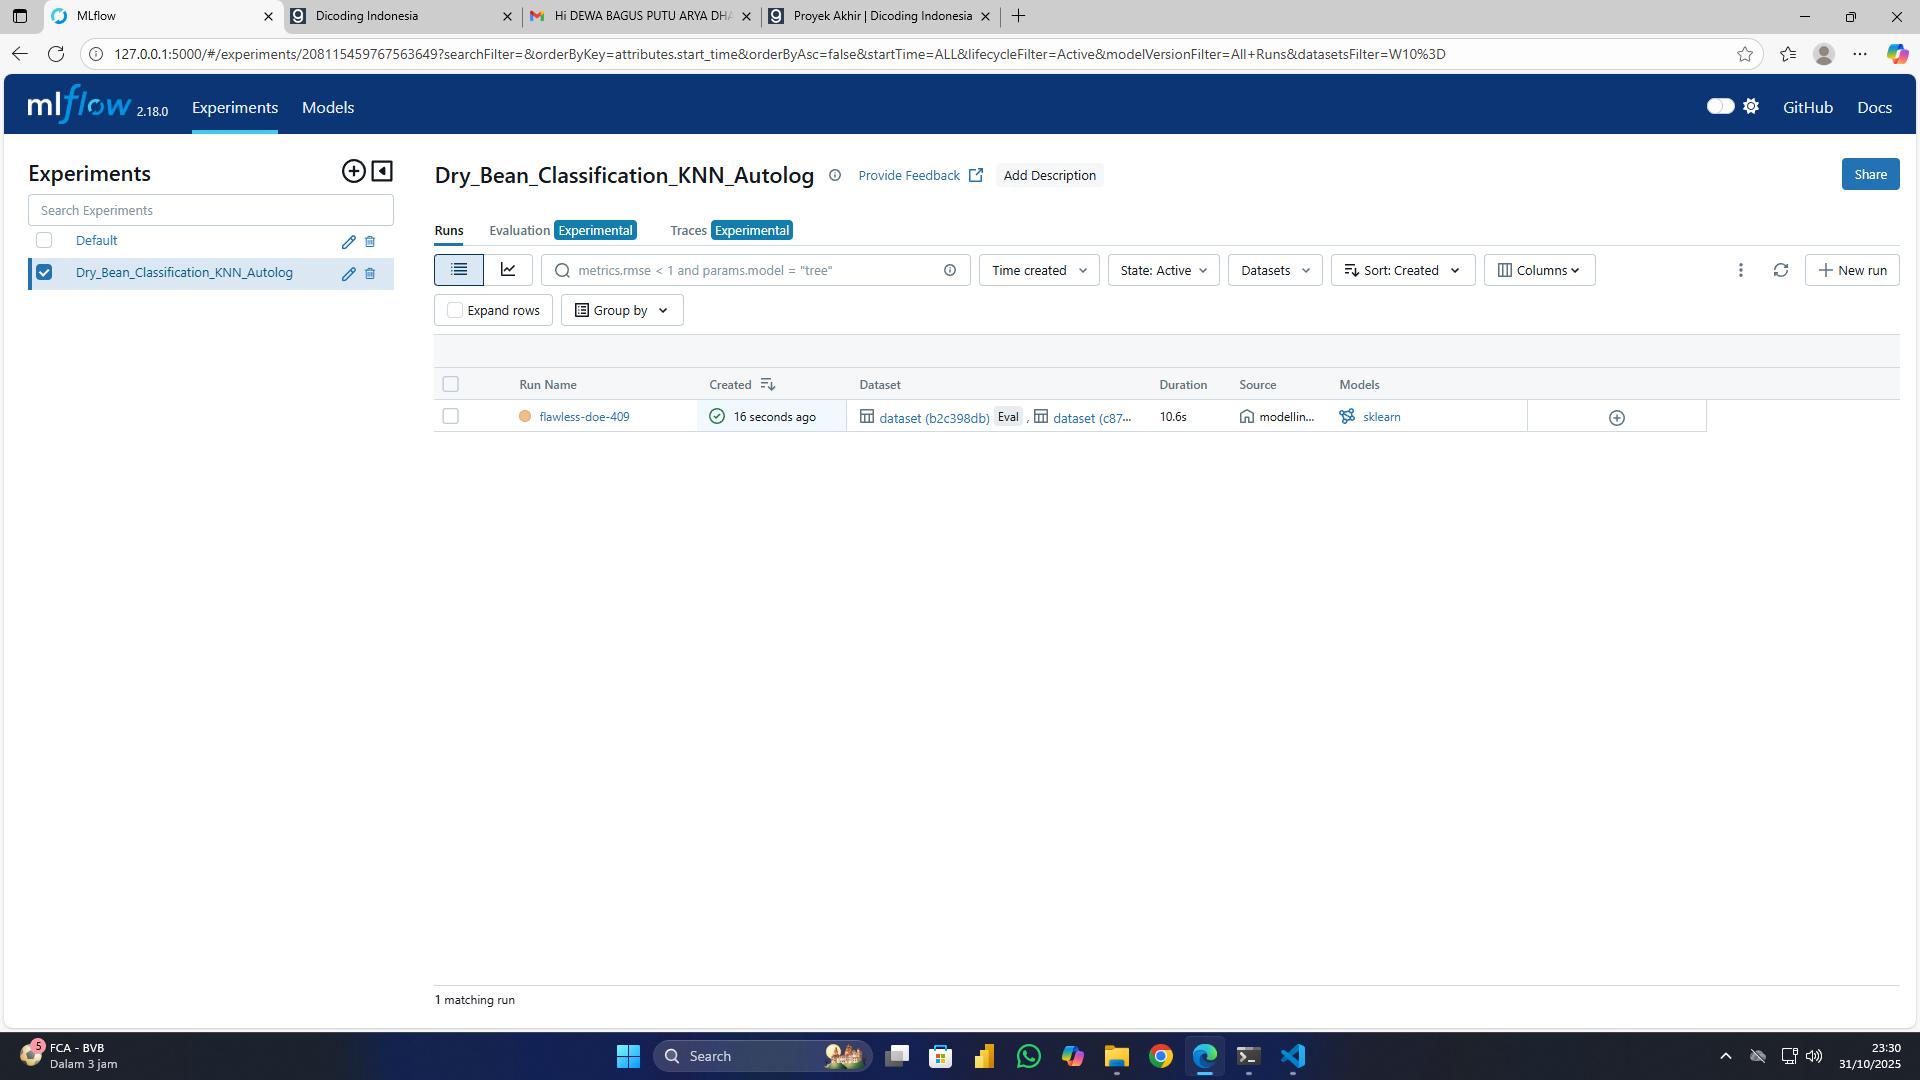 MLflow
Dicoding Indonesia
Hi DEWA BAGUS PUTU ARYA DHA
Proyek Akhir | Dicoding Indonesia
127.0.0.1:5000/#/experiments/208115459767563649?searchFilter=&orderByKey=attributes.start_time&orderByAsc=false&startTime=ALL&lifecycleFilter=Active&modelVersionFilter=All+Runs&datasetsFilter=W10%3D
mlflow 2.18.0 Experiments Models GitHub Docs
Experiments
Search Experiments
Default
Dry_Bean_Classification_KNN_Autolog
Dry_Bean_Classification_KNN_Autolog Provide Feedback Add Description Share
Runs Evaluation Experimental Traces Experimental
metrics.rmse < 1 and params.model = "tree" Time created State: Active Datasets Sort: Created Columns New run
Expand rows Group by
Run Name Created Dataset Duration Source Models
flawless-doe-409 16 seconds ago dataset (b2c398db) Eval , dataset (c87... 10.6s modellin... sklearn
1 matching run
5 FCA - BVB
Dalam 3 jam
Search
23:30
31/10/2025